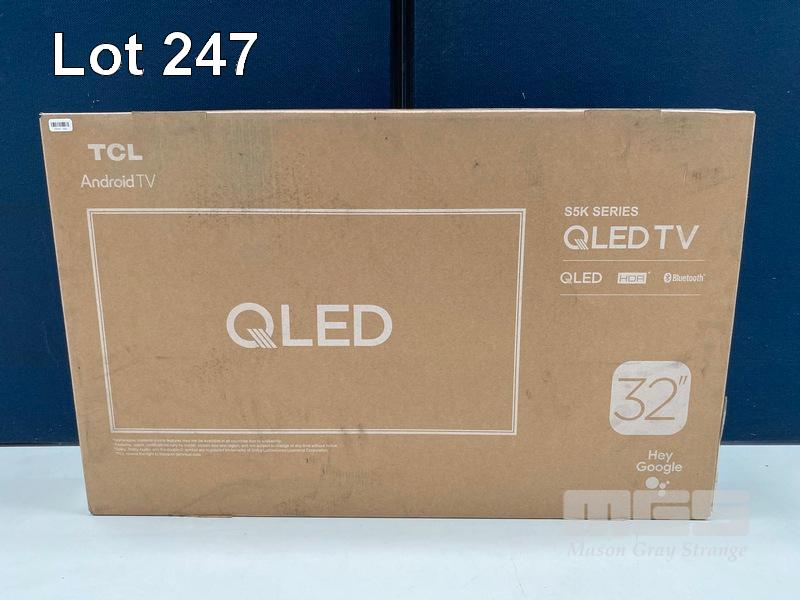 Lot 247
TCL
Android TV
S5K SERIES
QLED TV
QLED HDR Bluetooth
QLED
32"
Hey
Google
MGS
Mason Gray Strange